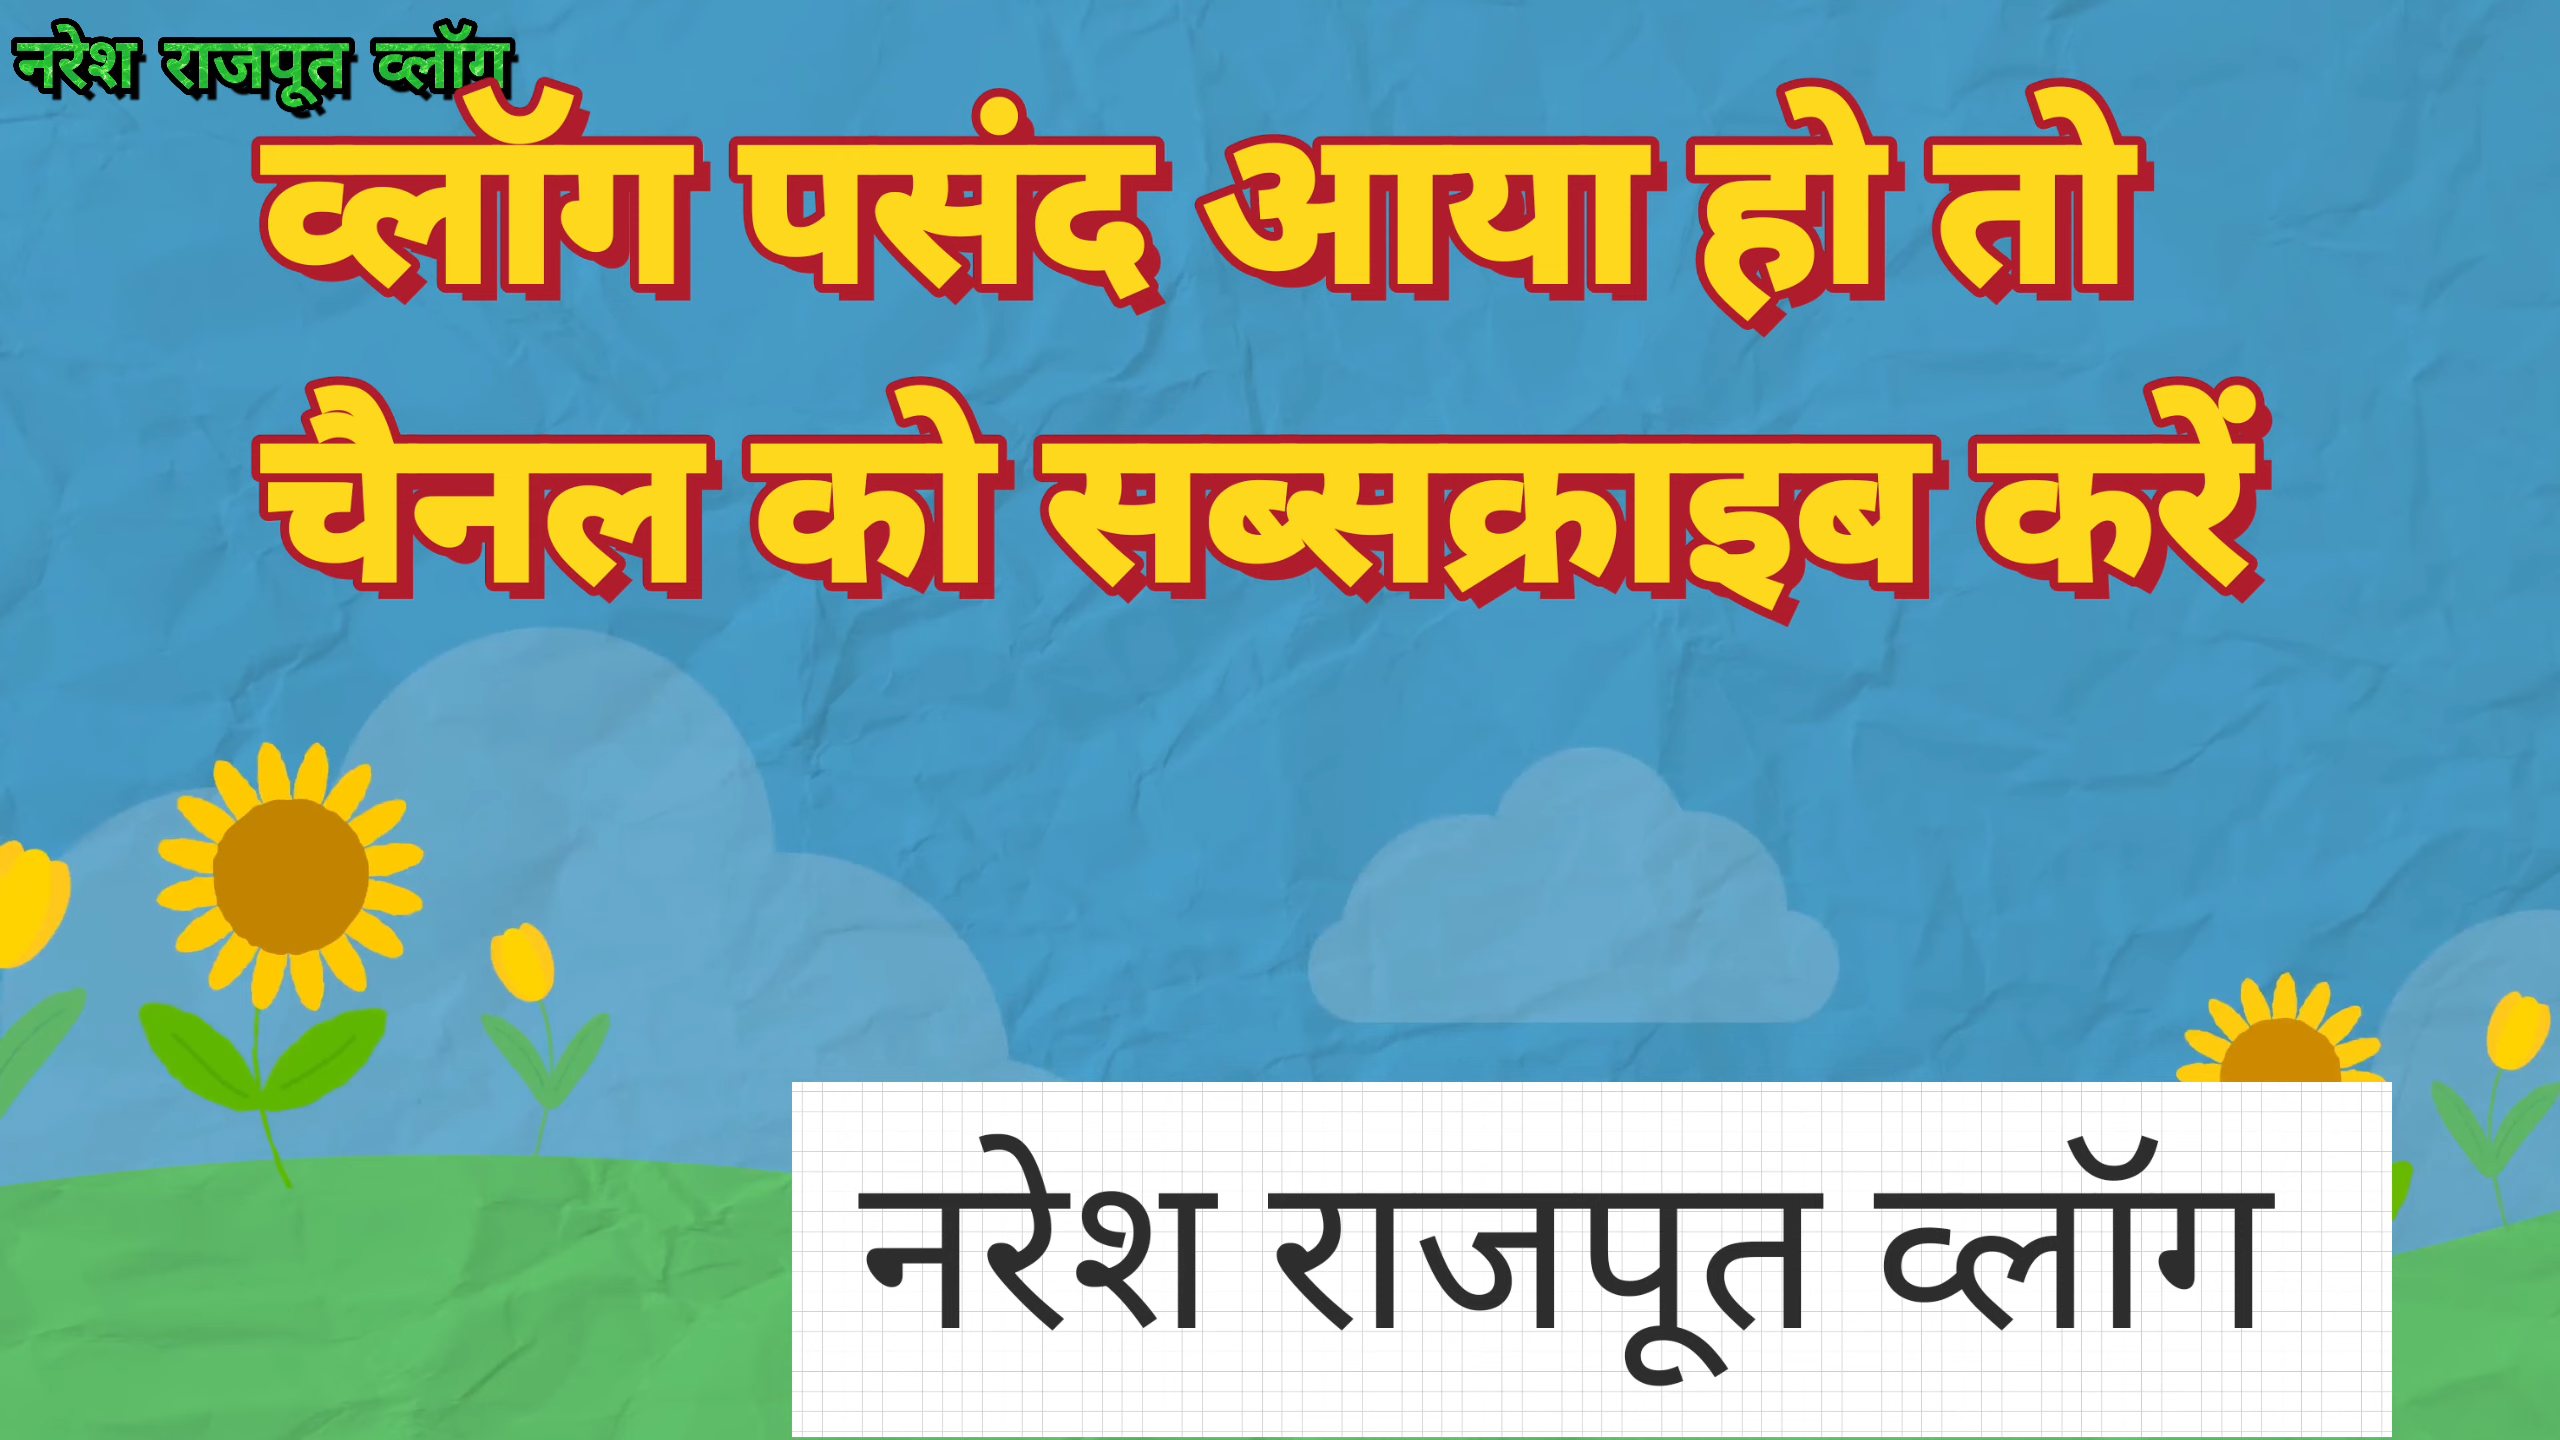 नरेश राजपूत व्लॉग
व्लॉग पसंद आया हो तो
चैनल को सब्सक्राइब करें
नरेश राजपूत व्लॉग